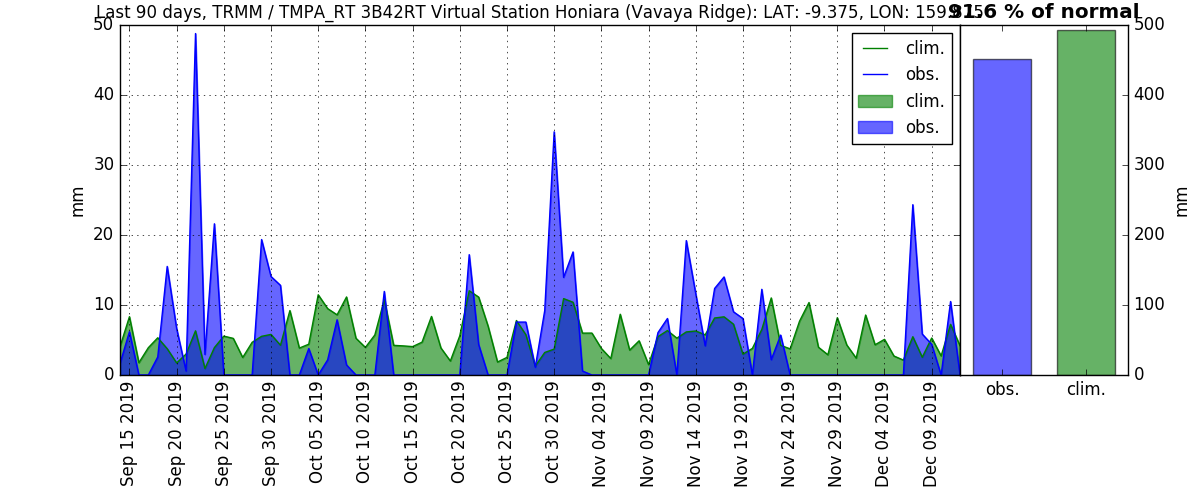 Last 90 days, TRMM / TMPA_RT 3B42RT Virtual Station Honiara (Vavaya Ridge): LAT: -9.375, LON:
91.6 % of normal
50
40
30
20
10
0
mm
clim.
obs.
clim.
obs.
500
400
300
200
100
0
mm
obs.
clim.
Sep 15 2019
Sep 20 2019
Sep 25 2019
Sep 30 2019
Oct 05 2019
Oct 10 2019
Oct 15 2019
Oct 20 2019
Oct 25 2019
Oct 30 2019
Nov 04 2019
Nov 09 2019
Nov 14 2019
Nov 19 2019
Nov 24 2019
Nov 29 2019
Dec 04 2019
Dec 09 2019